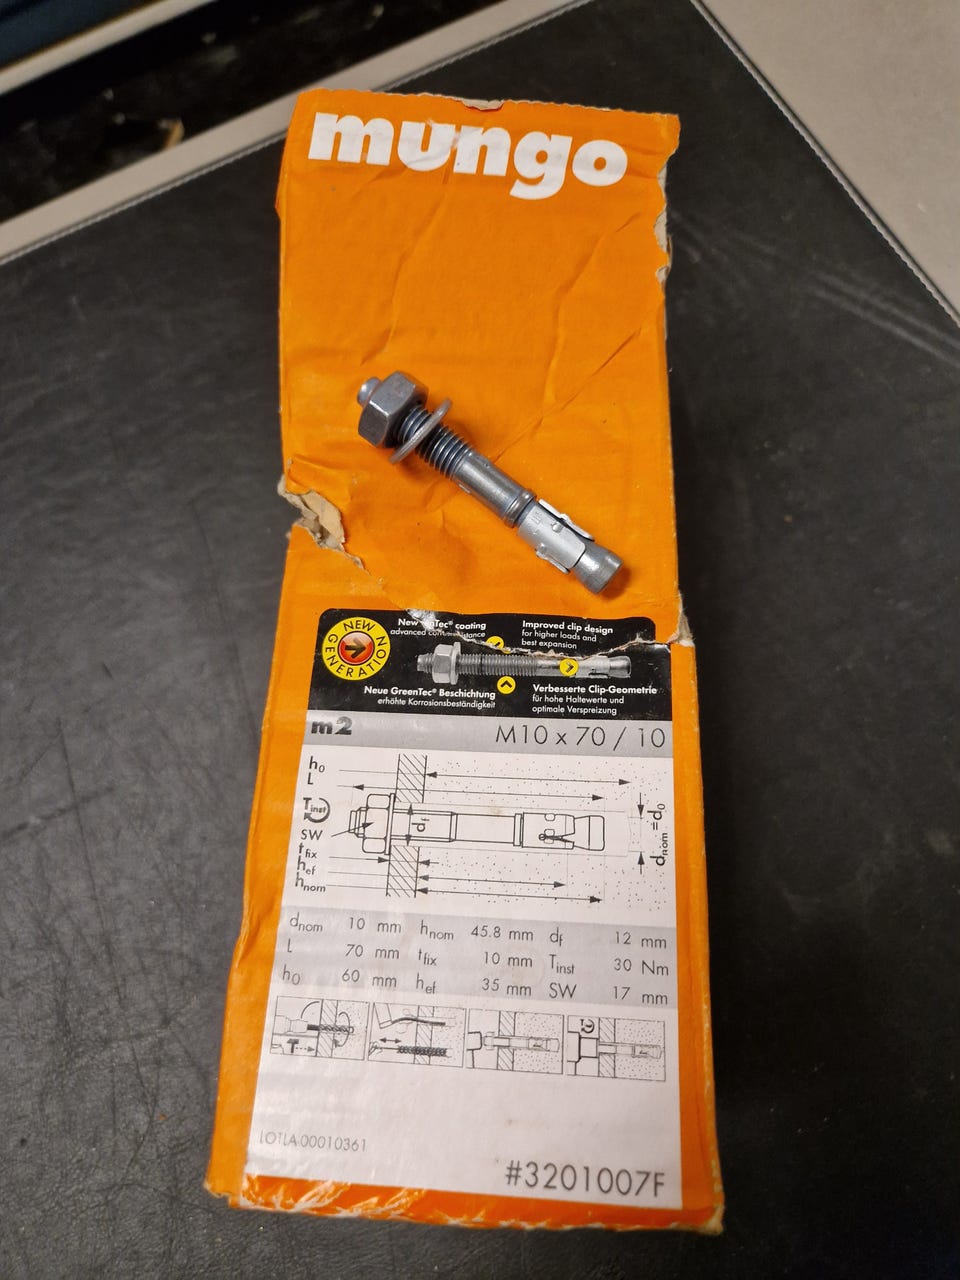 mungo
NEW GENERATION
New coating
advanced
Improved clip design
for higher loads and
best expansion
Neue GreenTec® Beschichtung
erhöhte Korrosionsbeständigkeit
Verbesserte Clip-Geometrie
für hohe Haltewerte und
optimale Verspreizung
m2
M10 x 70 / 10
h0
L
Tinst
SW
tfix
hef
hnom
df
dnom = d0
dnom 10 mm hnom 45.8 mm df 12 mm
L 70 mm tfix 10 mm Tinst 30 Nm
h0 60 mm hef 35 mm SW 17 mm
T
LOTLA-00010361
#3201007F